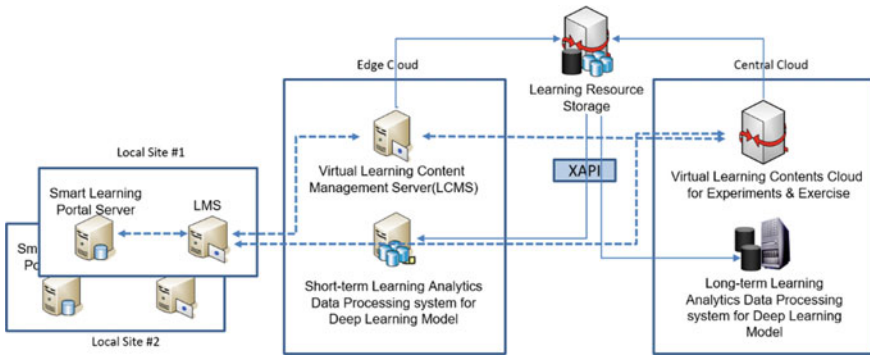 Edge Cloud
Central Cloud
Learning Resource
Storage
Local Site #1
Virtual Learning Content
Management Server(LCMS)
XAPI
Virtual Learning Contents Cloud
for Experiments & Exercise
Smart Learning
Portal Server
LMS
Sm
Po
Short-term Learning Analytics
Data Processing system for
Deep Learning Model
Long-term Learning
Analytics Data Processing
system for Deep Learning
Model
Local Site #2